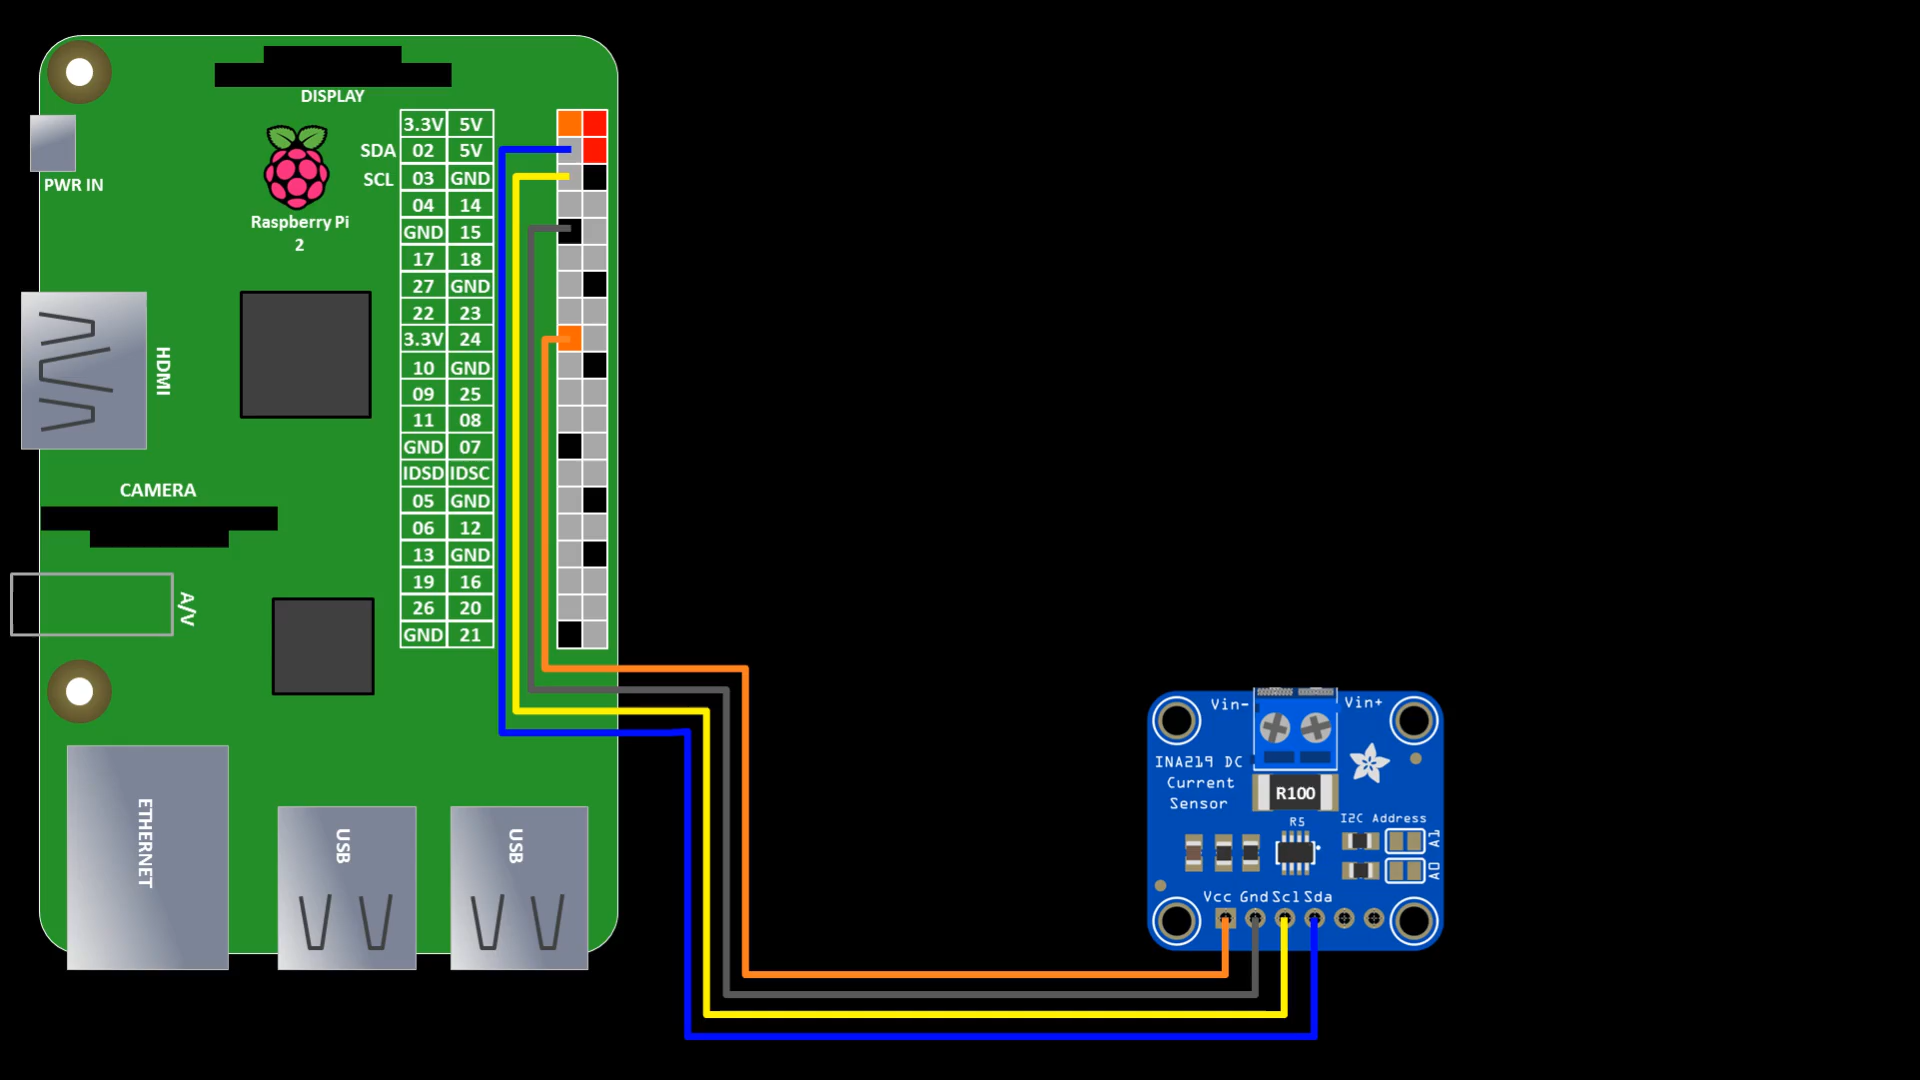 DISPLAY
3.3V 5V
SDA 02 5V
SCL 03 GND
04 14
GND 15
17 18
27 GND
22 23
3.3V 24
10 GND
09 25
11 08
GND 07
IDSD IDSC
05 GND
06 12
13 GND
19 16
26 20
GND 21
PWR IN
Raspberry Pi
2
HDMI
CAMERA
A/V
ETHERNET
USB
USB
Vin- Vin+
INA219 DC
Current
Sensor
R100
R5
I2C Address
A1
A0
Vcc Gnd Scl Sda